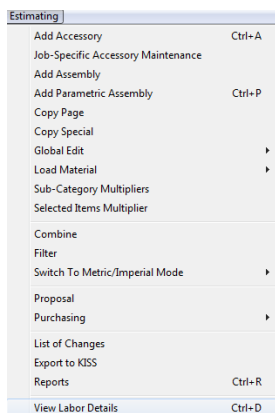 Estimating
Add Accessory Ctrl+A
Job-Specific Accessory Maintenance
Add Assembly
Add Parametric Assembly Ctrl+P
Copy Page
Copy Special
Global Edit
Load Material
Sub-Category Multipliers
Selected Items Multiplier
Combine
Filter
Switch To Metric/Imperial Mode
Proposal
Purchasing
List of Changes
Export to KISS
Reports Ctrl+R
View Labor Details Ctrl+D